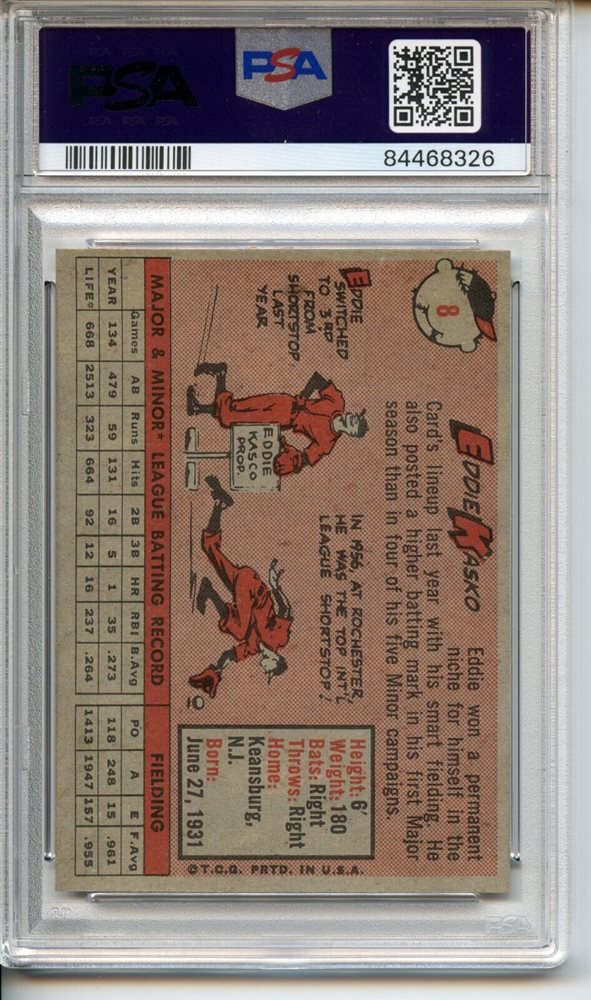 PSA
PSA
84468326
8
EDDIE KASKO
Eddie won a permanent
niche for himself in the
Card's lineup last year with his smart fielding. He
also posted a higher batting mark in his first Major
season than in four of his five Minor campaigns.
EDDIE
SWITCHED
TO 3RD
FROM
SHORTSTOP
LAST
YEAR
EDDIE
KASCO
PROP.
IN 1956 AT ROCHESTER,
HE WAS THE TOP INT'L
LEAGUE SHORTSTOP!
Height: 6'
Weight: 180
Bats: Right
Throws: Right
Home:
Keansburg,
N.J.
Born:
June 27, 1931
©T.C.G. PRTD. IN U.S.A.
MAJOR & MINOR* LEAGUE BATTING RECORD FIELDING
Games AB Runs Hits 2B 3B HR RBI B.Avg PO A E F.Avg
YEAR 134 479 59 131 16 5 1 35 .273 118 248 15 .961
LIFE* 668 2513 323 664 92 12 16 237 .264 1413 1947 157 .955
PSA